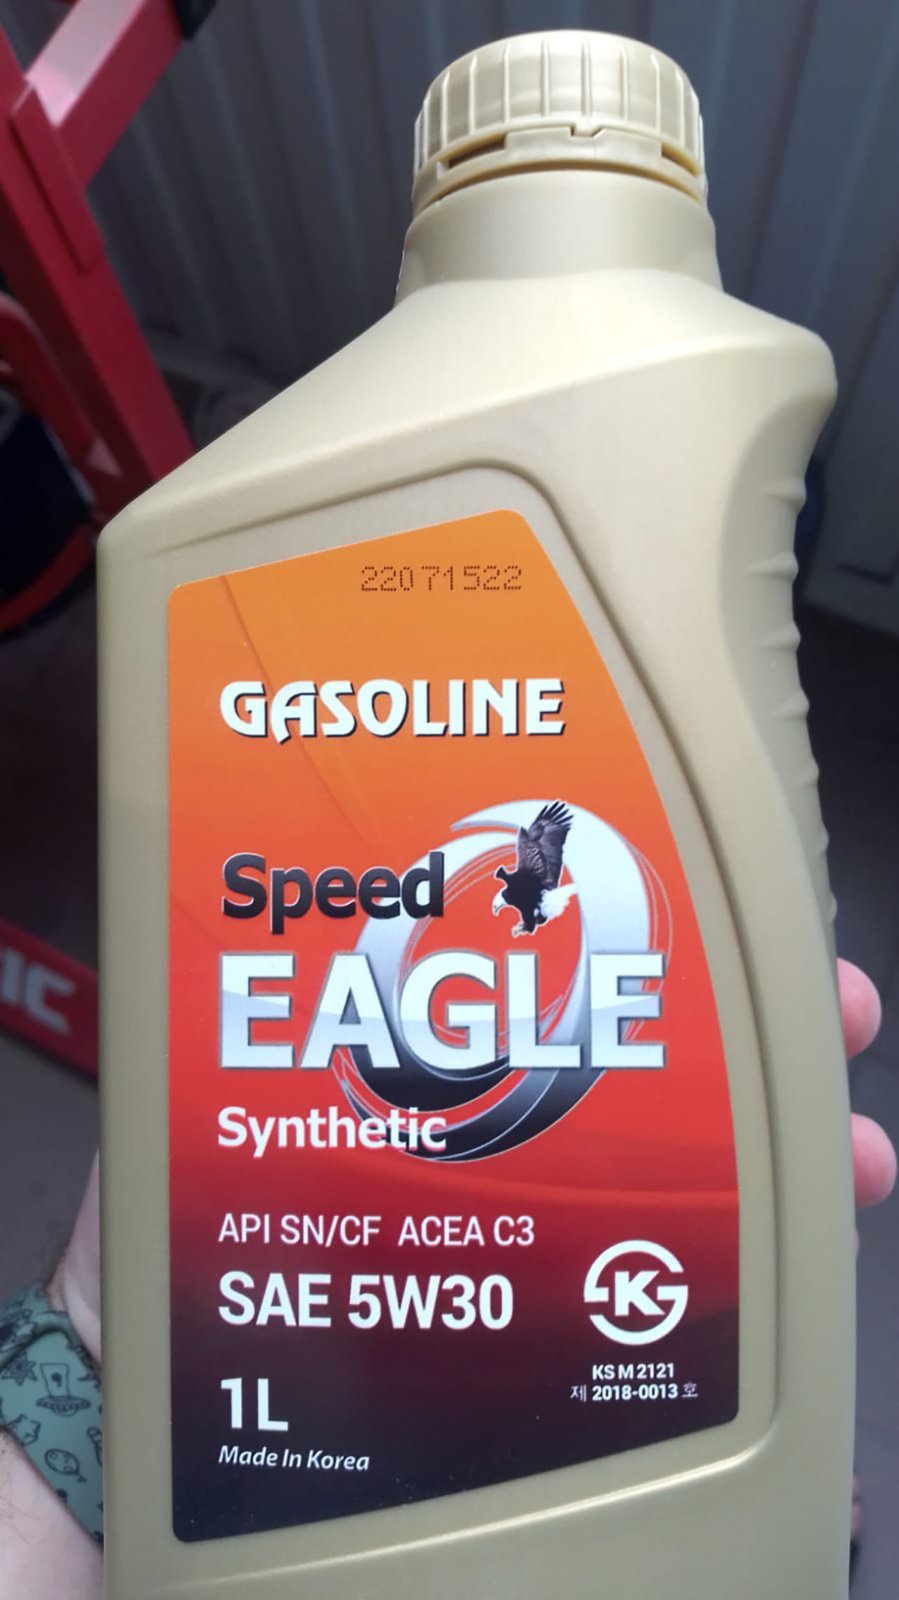 22071522
GASOLINE
Speed
EAGLE
Synthetic
API SN/CF ACEA C3
SAE 5W30
K
KS M 2121
제 2018-0013 호
1L
Made In Korea
IC